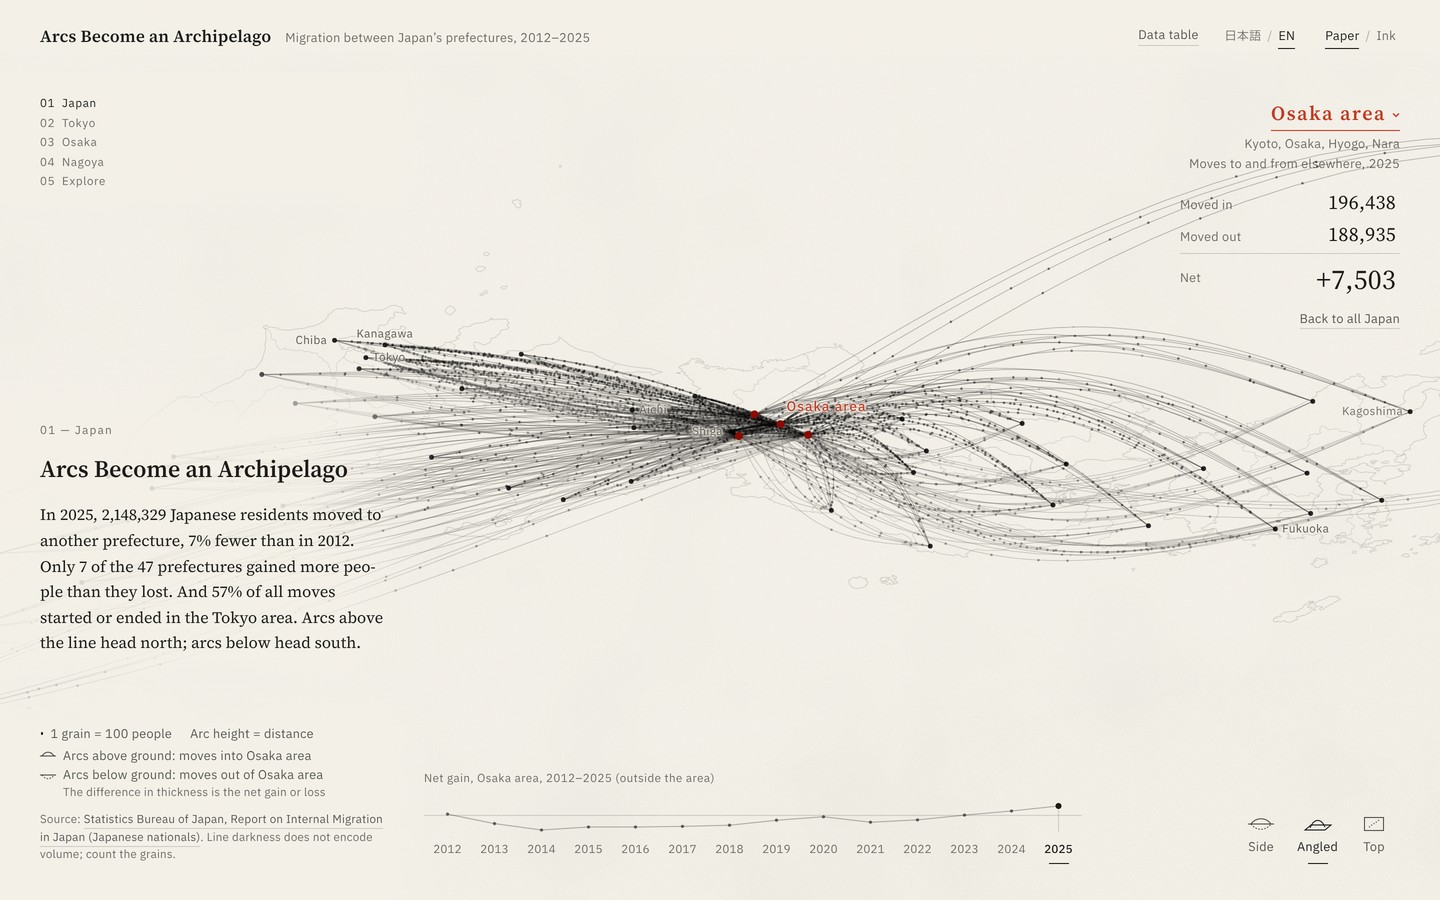 Arcs Become an Archipelago
Migration between Japan's prefectures, 2012–2025
Data table
日本語 / EN
Paper / Ink
01 Japan
02 Tokyo
03 Osaka
04 Nagoya
05 Explore
Osaka area
Kyoto, Osaka, Hyogo, Nara
Moves to and from elsewhere, 2025
Moved in 196,438
Moved out 188,935
Net +7,503
Back to all Japan
Chiba
Kanagawa
Tokyo
Aichi
Shiga
Osaka area
Kagoshima
Fukuoka
01 — Japan
Arcs Become an Archipelago
In 2025, 2,148,329 Japanese residents moved to
another prefecture, 7% fewer than in 2012.
Only 7 of the 47 prefectures gained more peo-
ple than they lost. And 57% of all moves
started or ended in the Tokyo area. Arcs above
the line head north; arcs below head south.
1 grain = 100 people Arc height = distance
Arcs above ground: moves into Osaka area
Arcs below ground: moves out of Osaka area
The difference in thickness is the net gain or loss
Source: Statistics Bureau of Japan, Report on Internal Migration
in Japan (Japanese nationals). Line darkness does not encode
volume; count the grains.
Net gain, Osaka area, 2012–2025 (outside the area)
2012 2013 2014 2015 2016 2017 2018 2019 2020 2021 2022 2023 2024 2025
Side Angled Top